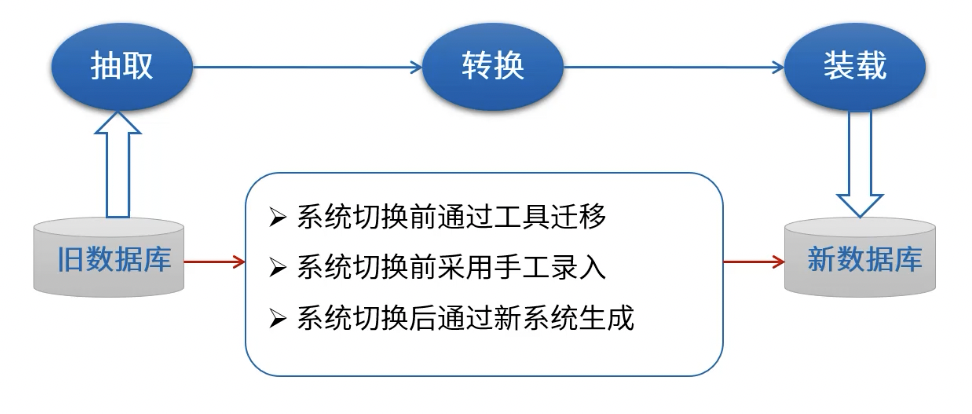 抽取
转换
装载
旧数据库
➢ 系统切换前通过工具迁移
➢ 系统切换前采用手工录入
➢ 系统切换后通过新系统生成
新数据库